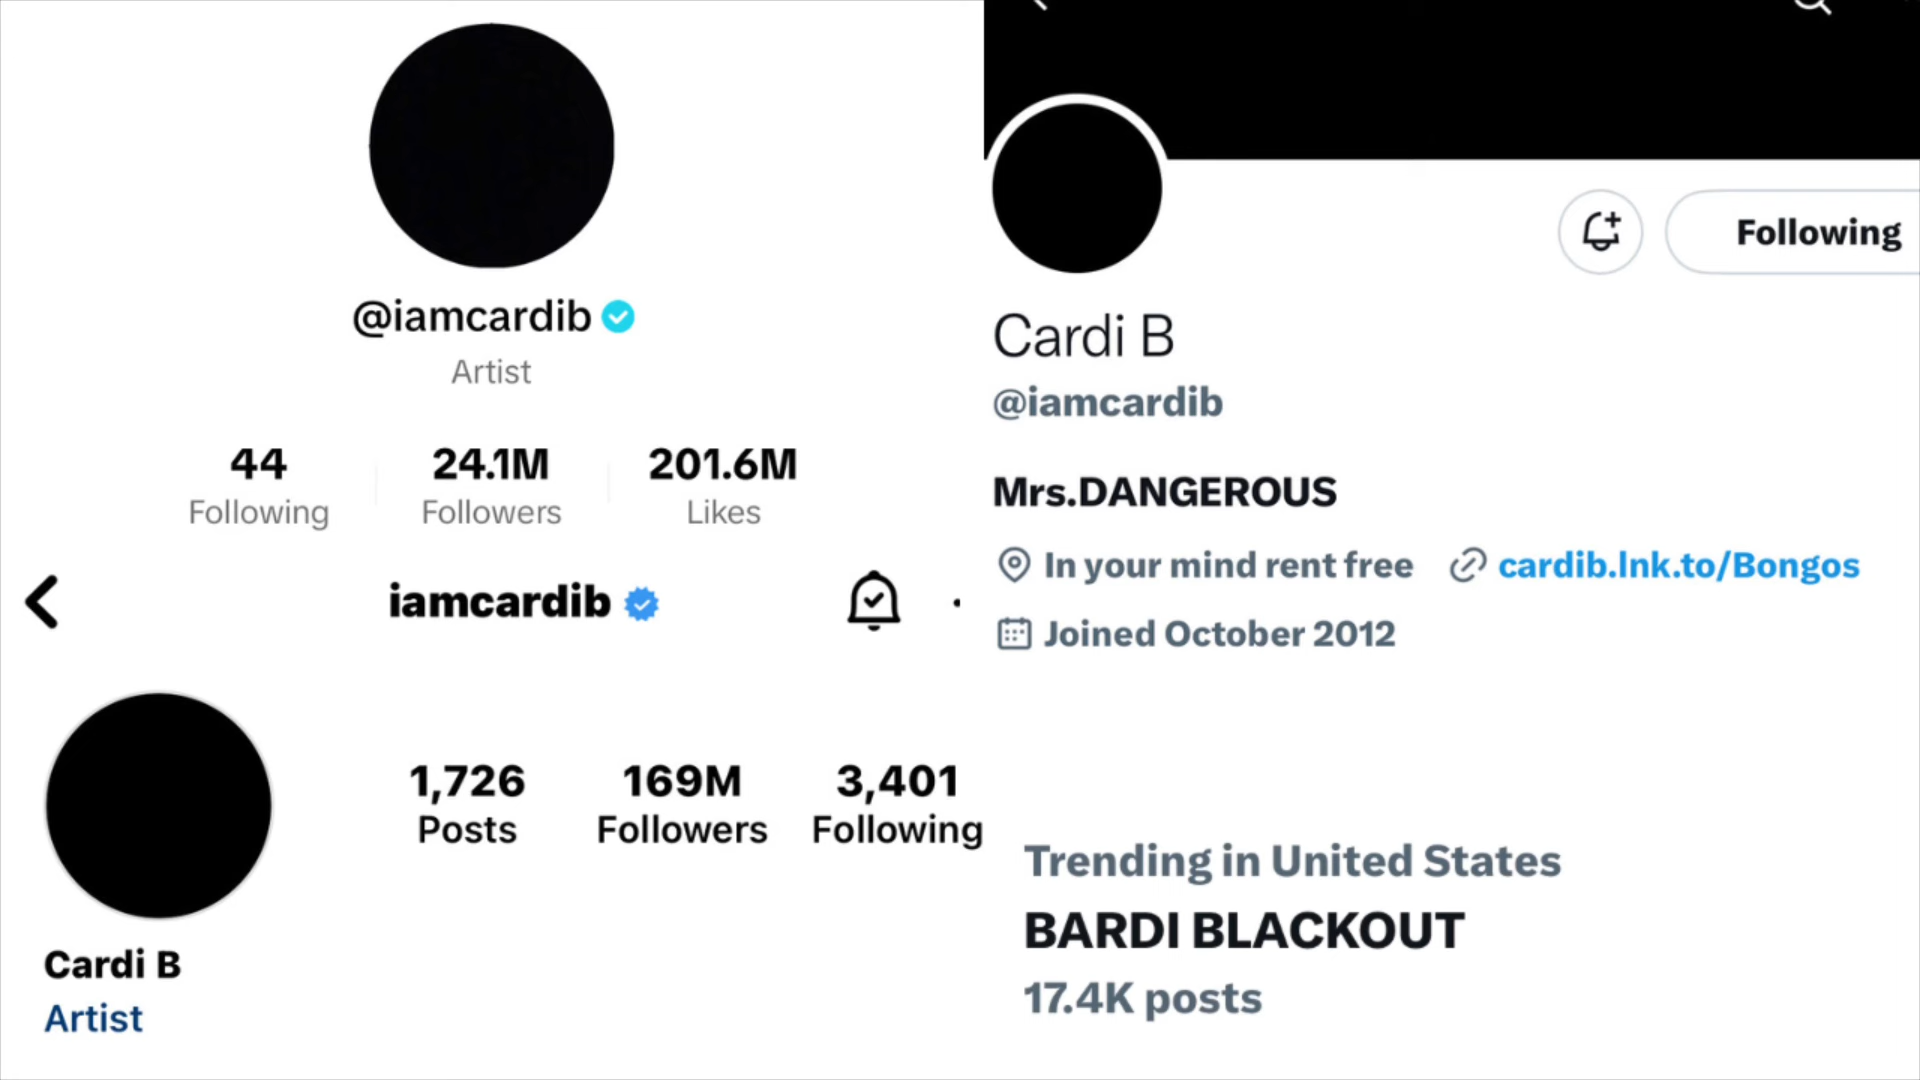 @iamcardib
Artist
44 24.1M 201.6M
Following Followers Likes
iamcardib
1,726 169M 3,401
Posts Followers Following
Cardi B
Artist
Following
Cardi B
@iamcardib
Mrs.DANGEROUS
In your mind rent free cardib.lnk.to/Bongos
Joined October 2012
Trending in United States
BARDI BLACKOUT
17.4K posts